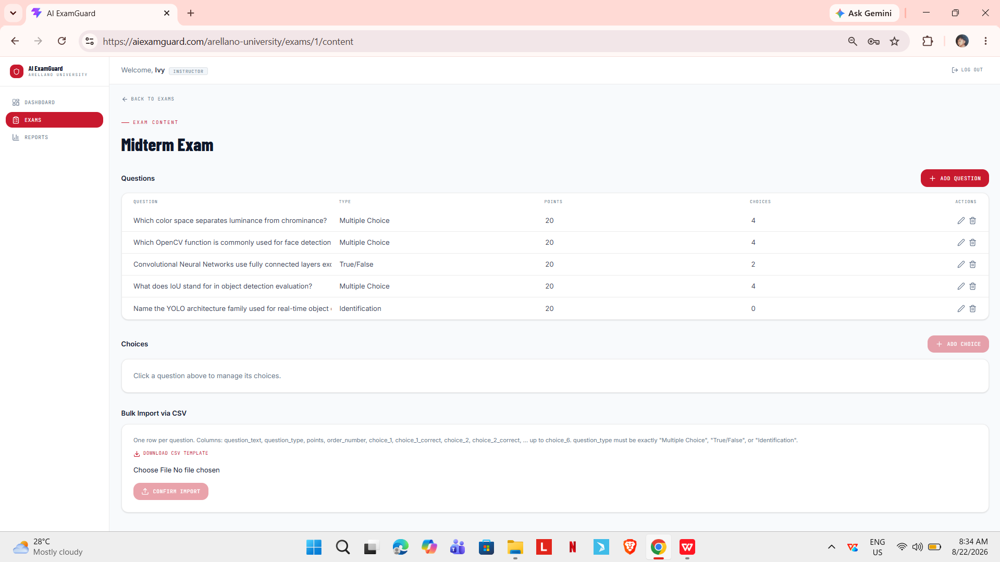 AI ExamGuard
Ask Gemini
https://aiexamguard.com/arellano-university/exams/1/content
AI ExamGuard
ARELLANO UNIVERSITY
Welcome, Ivy INSTRUCTOR
LOG OUT
DASHBOARD
EXAMS
REPORTS
BACK TO EXAMS
EXAM CONTENT
Midterm Exam
Questions
ADD QUESTION
QUESTION TYPE POINTS CHOICES ACTIONS
Which color space separates luminance from chrominance? Multiple Choice 20 4
Which OpenCV function is commonly used for face detection Multiple Choice 20 4
Convolutional Neural Networks use fully connected layers exc True/False 20 2
What does IoU stand for in object detection evaluation? Multiple Choice 20 4
Name the YOLO architecture family used for real-time object Identification 20 0
Choices
ADD CHOICE
Click a question above to manage its choices.
Bulk Import via CSV
One row per question. Columns: question_text, question_type, points, order_number, choice_1, choice_1_correct, choice_2, choice_2_correct, ... up to choice_6. question_type must be exactly "Multiple Choice", "True/False", or "Identification".
DOWNLOAD CSV TEMPLATE
Choose File No file chosen
CONFIRM IMPORT
28°C
Mostly cloudy
L
N
W
ENG
US
8:34 AM
8/22/2026